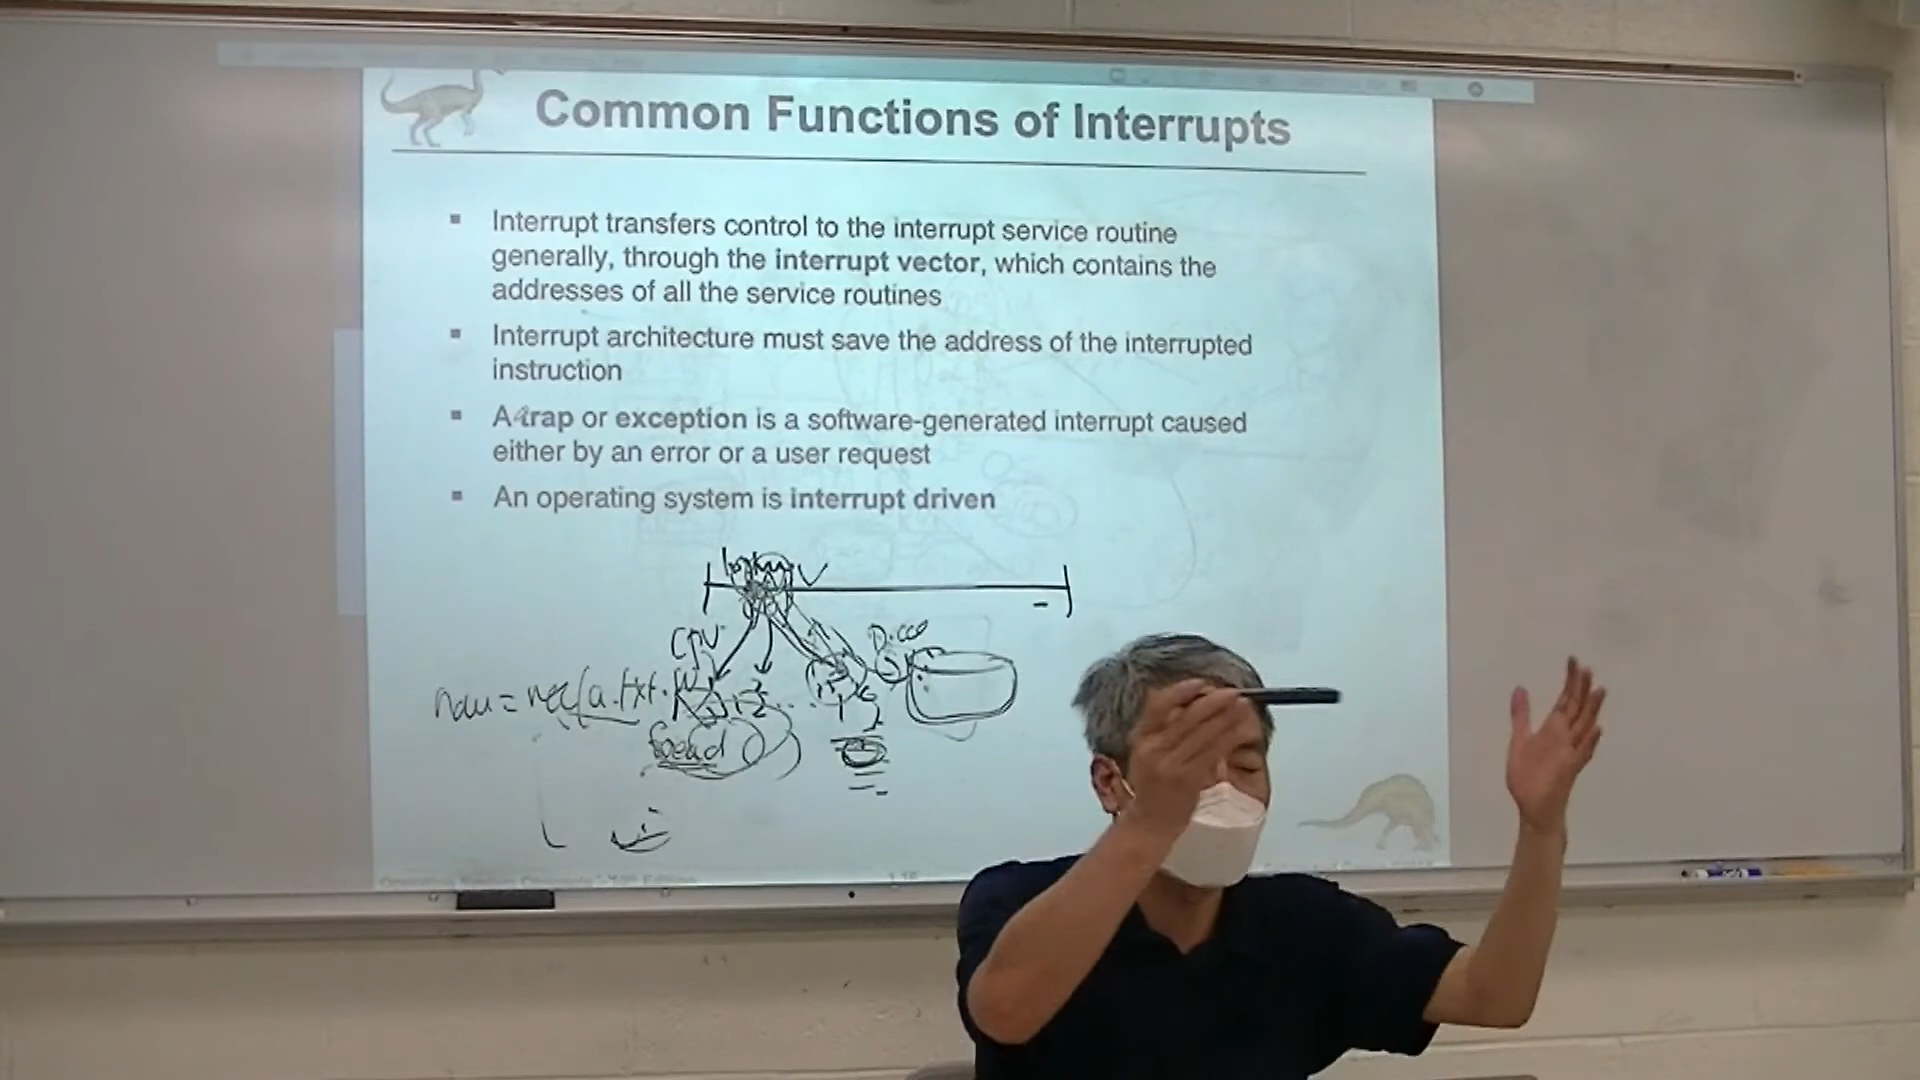 Common Functions of Interrupts
Interrupt transfers control to the interrupt service routine
generally, through the interrupt vector, which contains the
addresses of all the service routines
Interrupt architecture must save the address of the interrupted
instruction
A trap or exception is a software-generated interrupt caused
either by an error or a user request
An operating system is interrupt driven
CPU